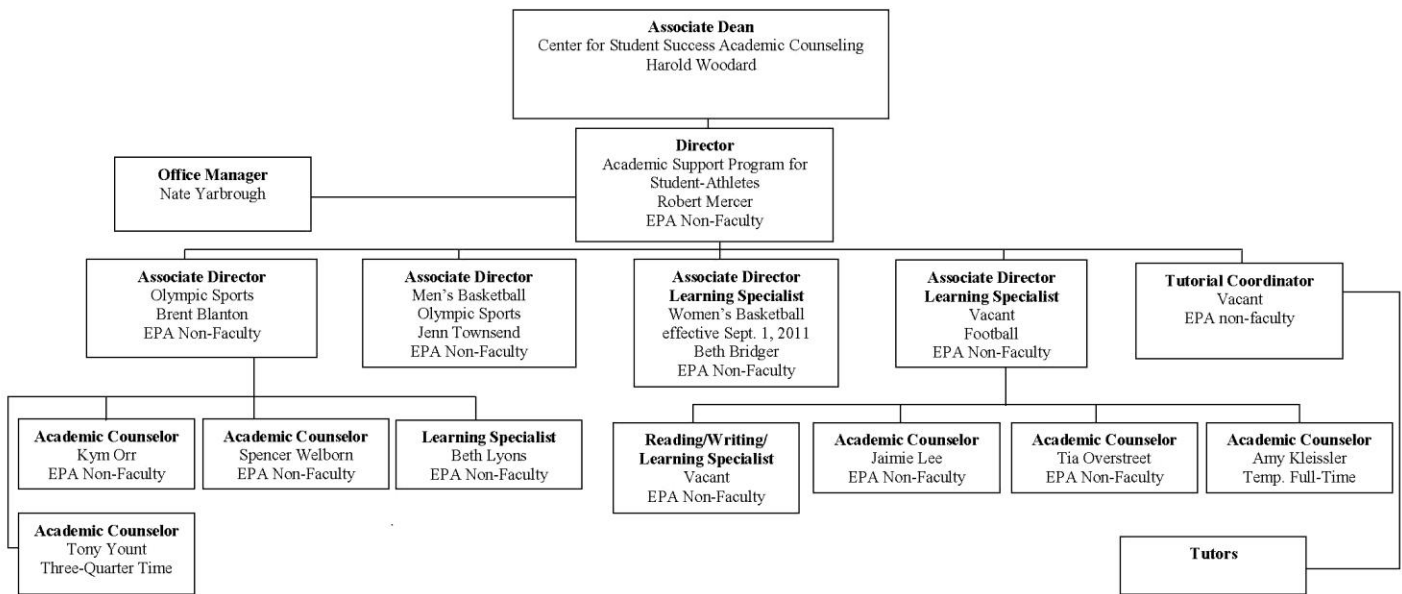 Associate Dean
Center for Student Success Academic Counseling
Harold Woodard
Director
Academic Support Program for
Student-Athletes
Robert Mercer
EPA Non-Faculty
Office Manager
Nate Yarbrough
Associate Director
Olympic Sports
Brent Blanton
EPA Non-Faculty
Associate Director
Men's Basketball
Olympic Sports
Jenn Townsend
EPA Non-Faculty
Associate Director
Learning Specialist
Women's Basketball
effective Sept. 1, 2011
Beth Bridger
EPA Non-Faculty
Associate Director
Learning Specialist
Vacant
Football
EPA Non-Faculty
Tutorial Coordinator
Vacant
EPA non-faculty
Academic Counselor
Kym Orr
EPA Non-Faculty
Academic Counselor
Spencer Welborn
EPA Non-Faculty
Learning Specialist
Beth Lyons
EPA Non-Faculty
Reading/Writing/
Learning Specialist
Vacant
EPA Non-Faculty
Academic Counselor
Jaimie Lee
EPA Non-Faculty
Academic Counselor
Tia Overstreet
EPA Non-Faculty
Academic Counselor
Amy Kleissler
Temp. Full-Time
Academic Counselor
Tony Yount
Three-Quarter Time
Tutors